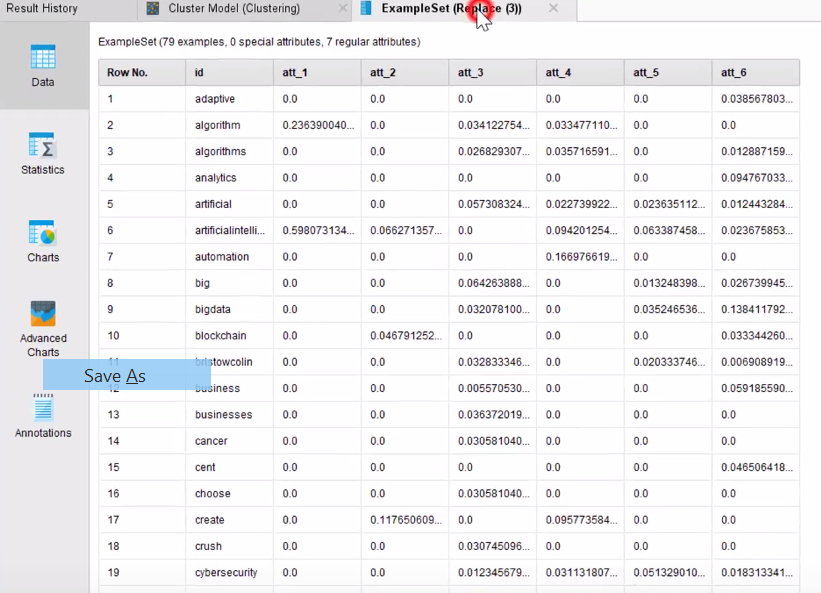 Result History Cluster Model (Clustering) ExampleSet (Replace (3))
ExampleSet (79 examples, 0 special attributes, 7 regular attributes)
Data
Statistics
Charts
Advanced
Charts
Save As
Annotations
Row No. id att_1 att_2 att_3 att_4 att_5 att_6
1 adaptive 0.0 0.0 0.0 0.0 0.0 0.038567803...
2 algorithm 0.236390040... 0.0 0.034122754... 0.033477110... 0.0 0.0
3 algorithms 0.0 0.0 0.026829307... 0.035716591... 0.0 0.012887159...
4 analytics 0.0 0.0 0.0 0.0 0.0 0.094767033...
5 artificial 0.0 0.0 0.057308324... 0.022739922... 0.023635112... 0.012443284...
6 artificialintelli... 0.598073134... 0.066271357... 0.0 0.094201254... 0.063387458... 0.023675853...
7 automation 0.0 0.0 0.0 0.166976619... 0.0 0.0
8 big 0.0 0.0 0.064263888... 0.0 0.013248398... 0.026739945...
9 bigdata 0.0 0.0 0.032078100... 0.0 0.035246536... 0.138411792...
10 blockchain 0.0 0.046791252... 0.0 0.0 0.0 0.033344260...
11 bristowcolin 0.0 0.0 0.032833346... 0.0 0.020333746... 0.006908919...
12 business 0.0 0.0 0.005570530... 0.0 0.0 0.059185590...
13 businesses 0.0 0.0 0.036372019... 0.0 0.0 0.0
14 cancer 0.0 0.0 0.030581040... 0.0 0.0 0.0
15 cent 0.0 0.0 0.0 0.0 0.0 0.046506418...
16 choose 0.0 0.0 0.030581040... 0.0 0.0 0.0
17 create 0.0 0.117650609... 0.0 0.095773584... 0.0 0.0
18 crush 0.0 0.0 0.030745096... 0.0 0.0 0.0
19 cybersecurity 0.0 0.0 0.012345679... 0.031131807... 0.051329010... 0.018313341...